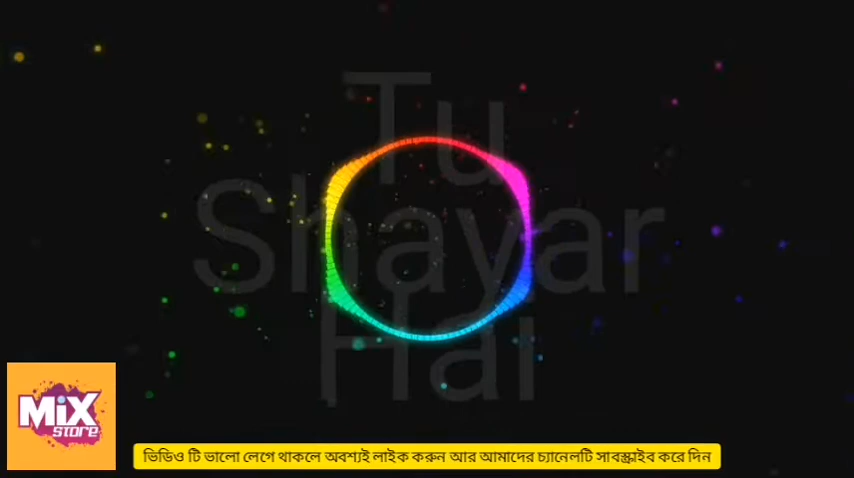 Tu
Shayar
Hai
MiX
store
ভিডিও টি ভালো লেগে থাকলে অবশ্যই লাইক করুন আর আমাদের চ্যানেলটি সাবস্ক্রাইব করে দিন